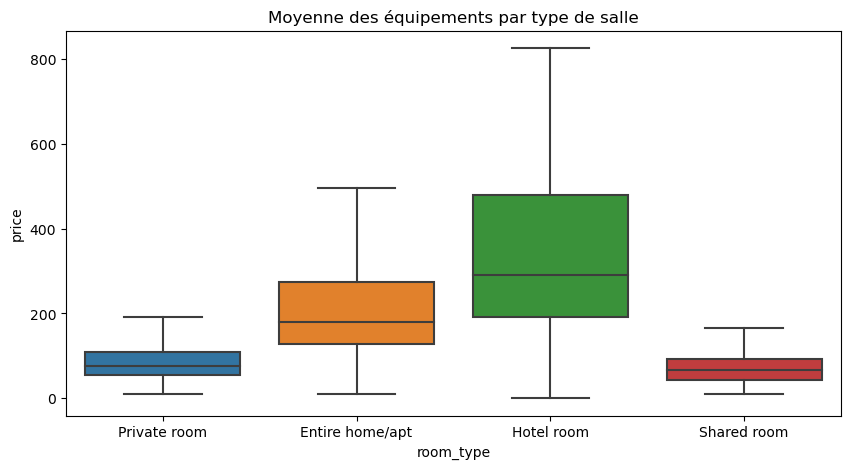 Moyenne des équipements par type de salle
price
800
600
400
200
0
Private room
Entire home/apt
Hotel room
Shared room
room_type